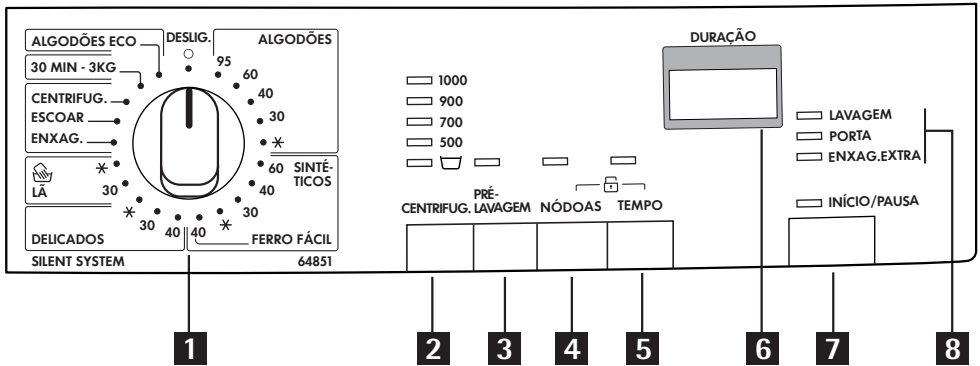 ALGODÕES ECO
DESLIG.
ALGODÕES
30 MIN - 3KG
CENTRIFUG.
ESCOAR
ENXAG.
95
60
40
30
*
SINTÉ-
TICOS
60
40
30
*
FERRO FÁCIL
40
DELICADOS
40
30
*
LÃ
30
*
SILENT SYSTEM
64851
1000
900
700
500
CENTRIFUG.
PRÉ-
LAVAGEM
NÓDOAS
TEMPO
DURAÇÃO
LAVAGEM
PORTA
ENXAG.EXTRA
INÍCIO/PAUSA
1 2 3 4 5 6 7 8